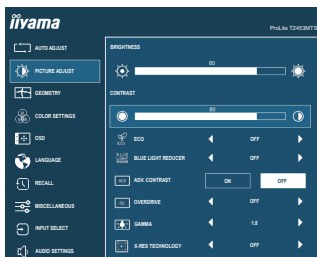 iiyama
ProLite T2453MTS
AUTO ADJUST
PICTURE ADJUST
GEOMETRY
COLOR SETTINGS
OSD
LANGUAGE
RECALL
MISCELLANEOUS
INPUT SELECT
AUDIO SETTINGS
BRIGHTNESS
80
CONTRAST
80
ECO OFF
BLUE LIGHT REDUCER OFF
ADV. CONTRAST ON OFF
OVERDRIVE OFF
GAMMA 1.8
X-RES TECHNOLOGY OFF